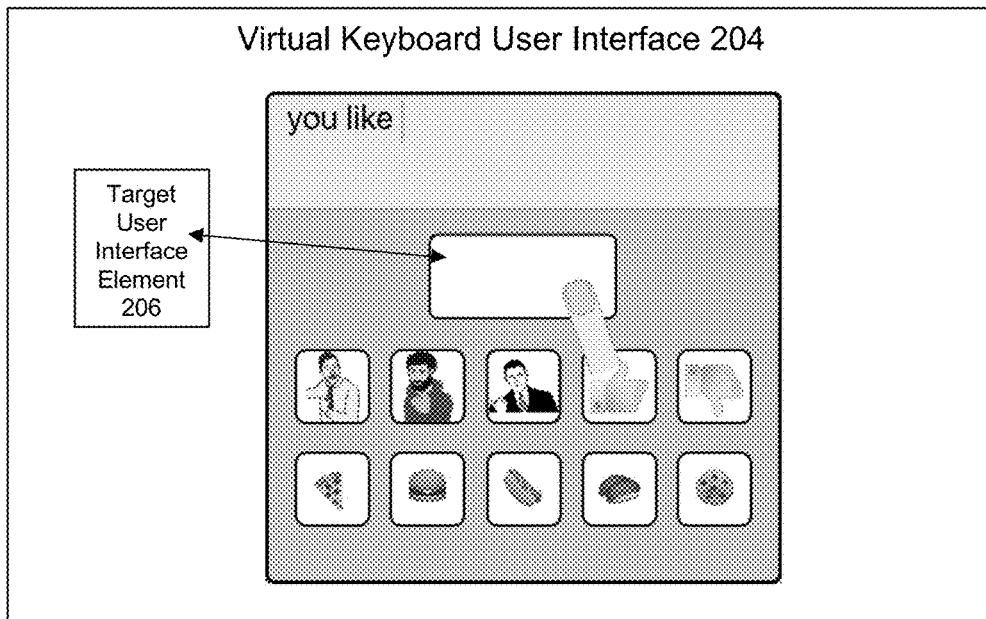 Virtual Keyboard User Interface 204
you like
Target
User
Interface
Element
206